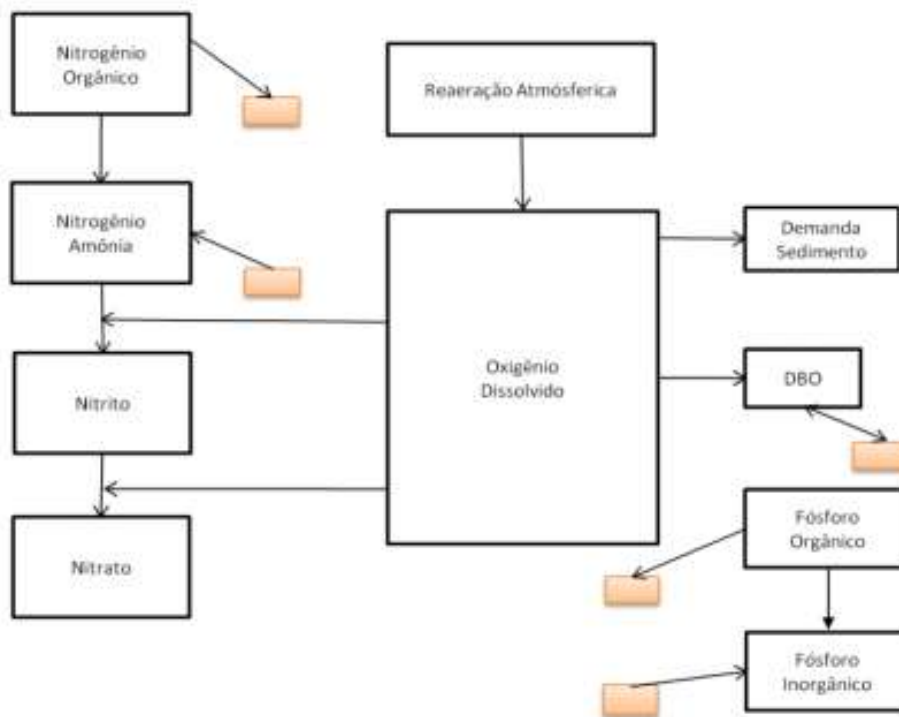 Nitrogênio
Orgânico
Reaeração Atmósferica
Nitrogênio
Amônia
Demanda
Sedimento
Oxigênio
Dissolvido
DBO
Nitrito
Fósforo
Orgânico
Nitrato
Fósforo
Inorgânico